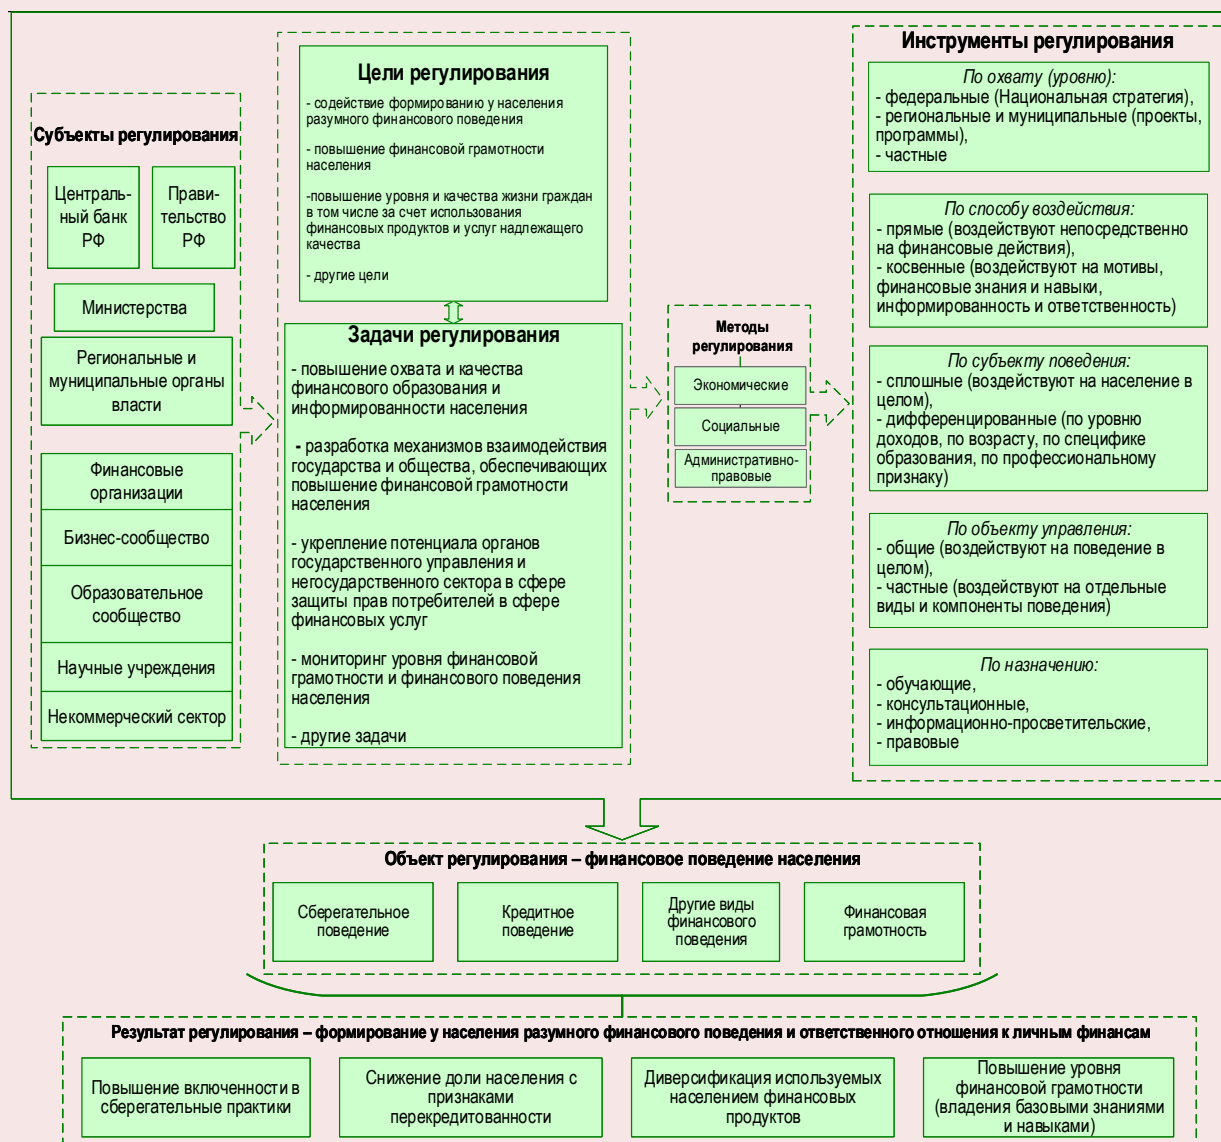 Субъекты регулирования
Централь-
ный банк
РФ
Прави-
тельство
РФ
Министерства
Региональные и
муниципальные органы
власти
Финансовые
организации
Бизнес-сообщество
Образовательное
сообщество
Научные учреждения
Некоммерческий сектор
Цели регулирования
- содействие формированию у населения
разумного финансового поведения
- повышение финансовой грамотности
населения
-повышение уровня и качества жизни граждан
в том числе за счет использования
финансовых продуктов и услуг надлежащего
качества
- другие цели
Задачи регулирования
- повышение охвата и качества
финансового образования и
информированности населения
- разработка механизмов взаимодействия
государства и общества, обеспечивающих
повышение финансовой грамотности
населения
- укрепление потенциала органов
государственного управления и
негосударственного сектора в сфере
защиты прав потребителей в сфере
финансовых услуг
- мониторинг уровня финансовой
грамотности и финансового поведения
населения
- другие задачи
Методы
регулирования
Экономические
Социальные
Административно-
правовые
Инструменты регулирования
По охвату (уровню):
- федеральные (Национальная стратегия),
- региональные и муниципальные (проекты,
программы),
- частные
По способу воздействия:
- прямые (воздействуют непосредственно
на финансовые действия),
- косвенные (воздействуют на мотивы,
финансовые знания и навыки,
информированность и ответственность)
По субъекту поведения:
- сплошные (воздействуют на население в
целом),
- дифференцированные (по уровню
доходов, по возрасту, по специфике
образования, по профессиональному
признаку)
По объекту управления:
- общие (воздействуют на поведение в
целом),
- частные (воздействуют на отдельные
виды и компоненты поведения)
По назначению:
- обучающие,
- консультационные,
- информационно-просветительские,
- правовые
Объект регулирования – финансовое поведение населения
Сберегательное
поведение
Кредитное
поведение
Другие виды
финансового
поведения
Финансовая
грамотность
Результат регулирования – формирование у населения разумного финансового поведения и ответственного отношения к личным финансам
Повышение включенности в
сберегательные практики
Снижение доли населения с
признаками
перекредитованности
Диверсификация используемых
населением финансовых
продуктов
Повышение уровня
финансовой грамотности
(владения базовыми знаниями
и навыками)